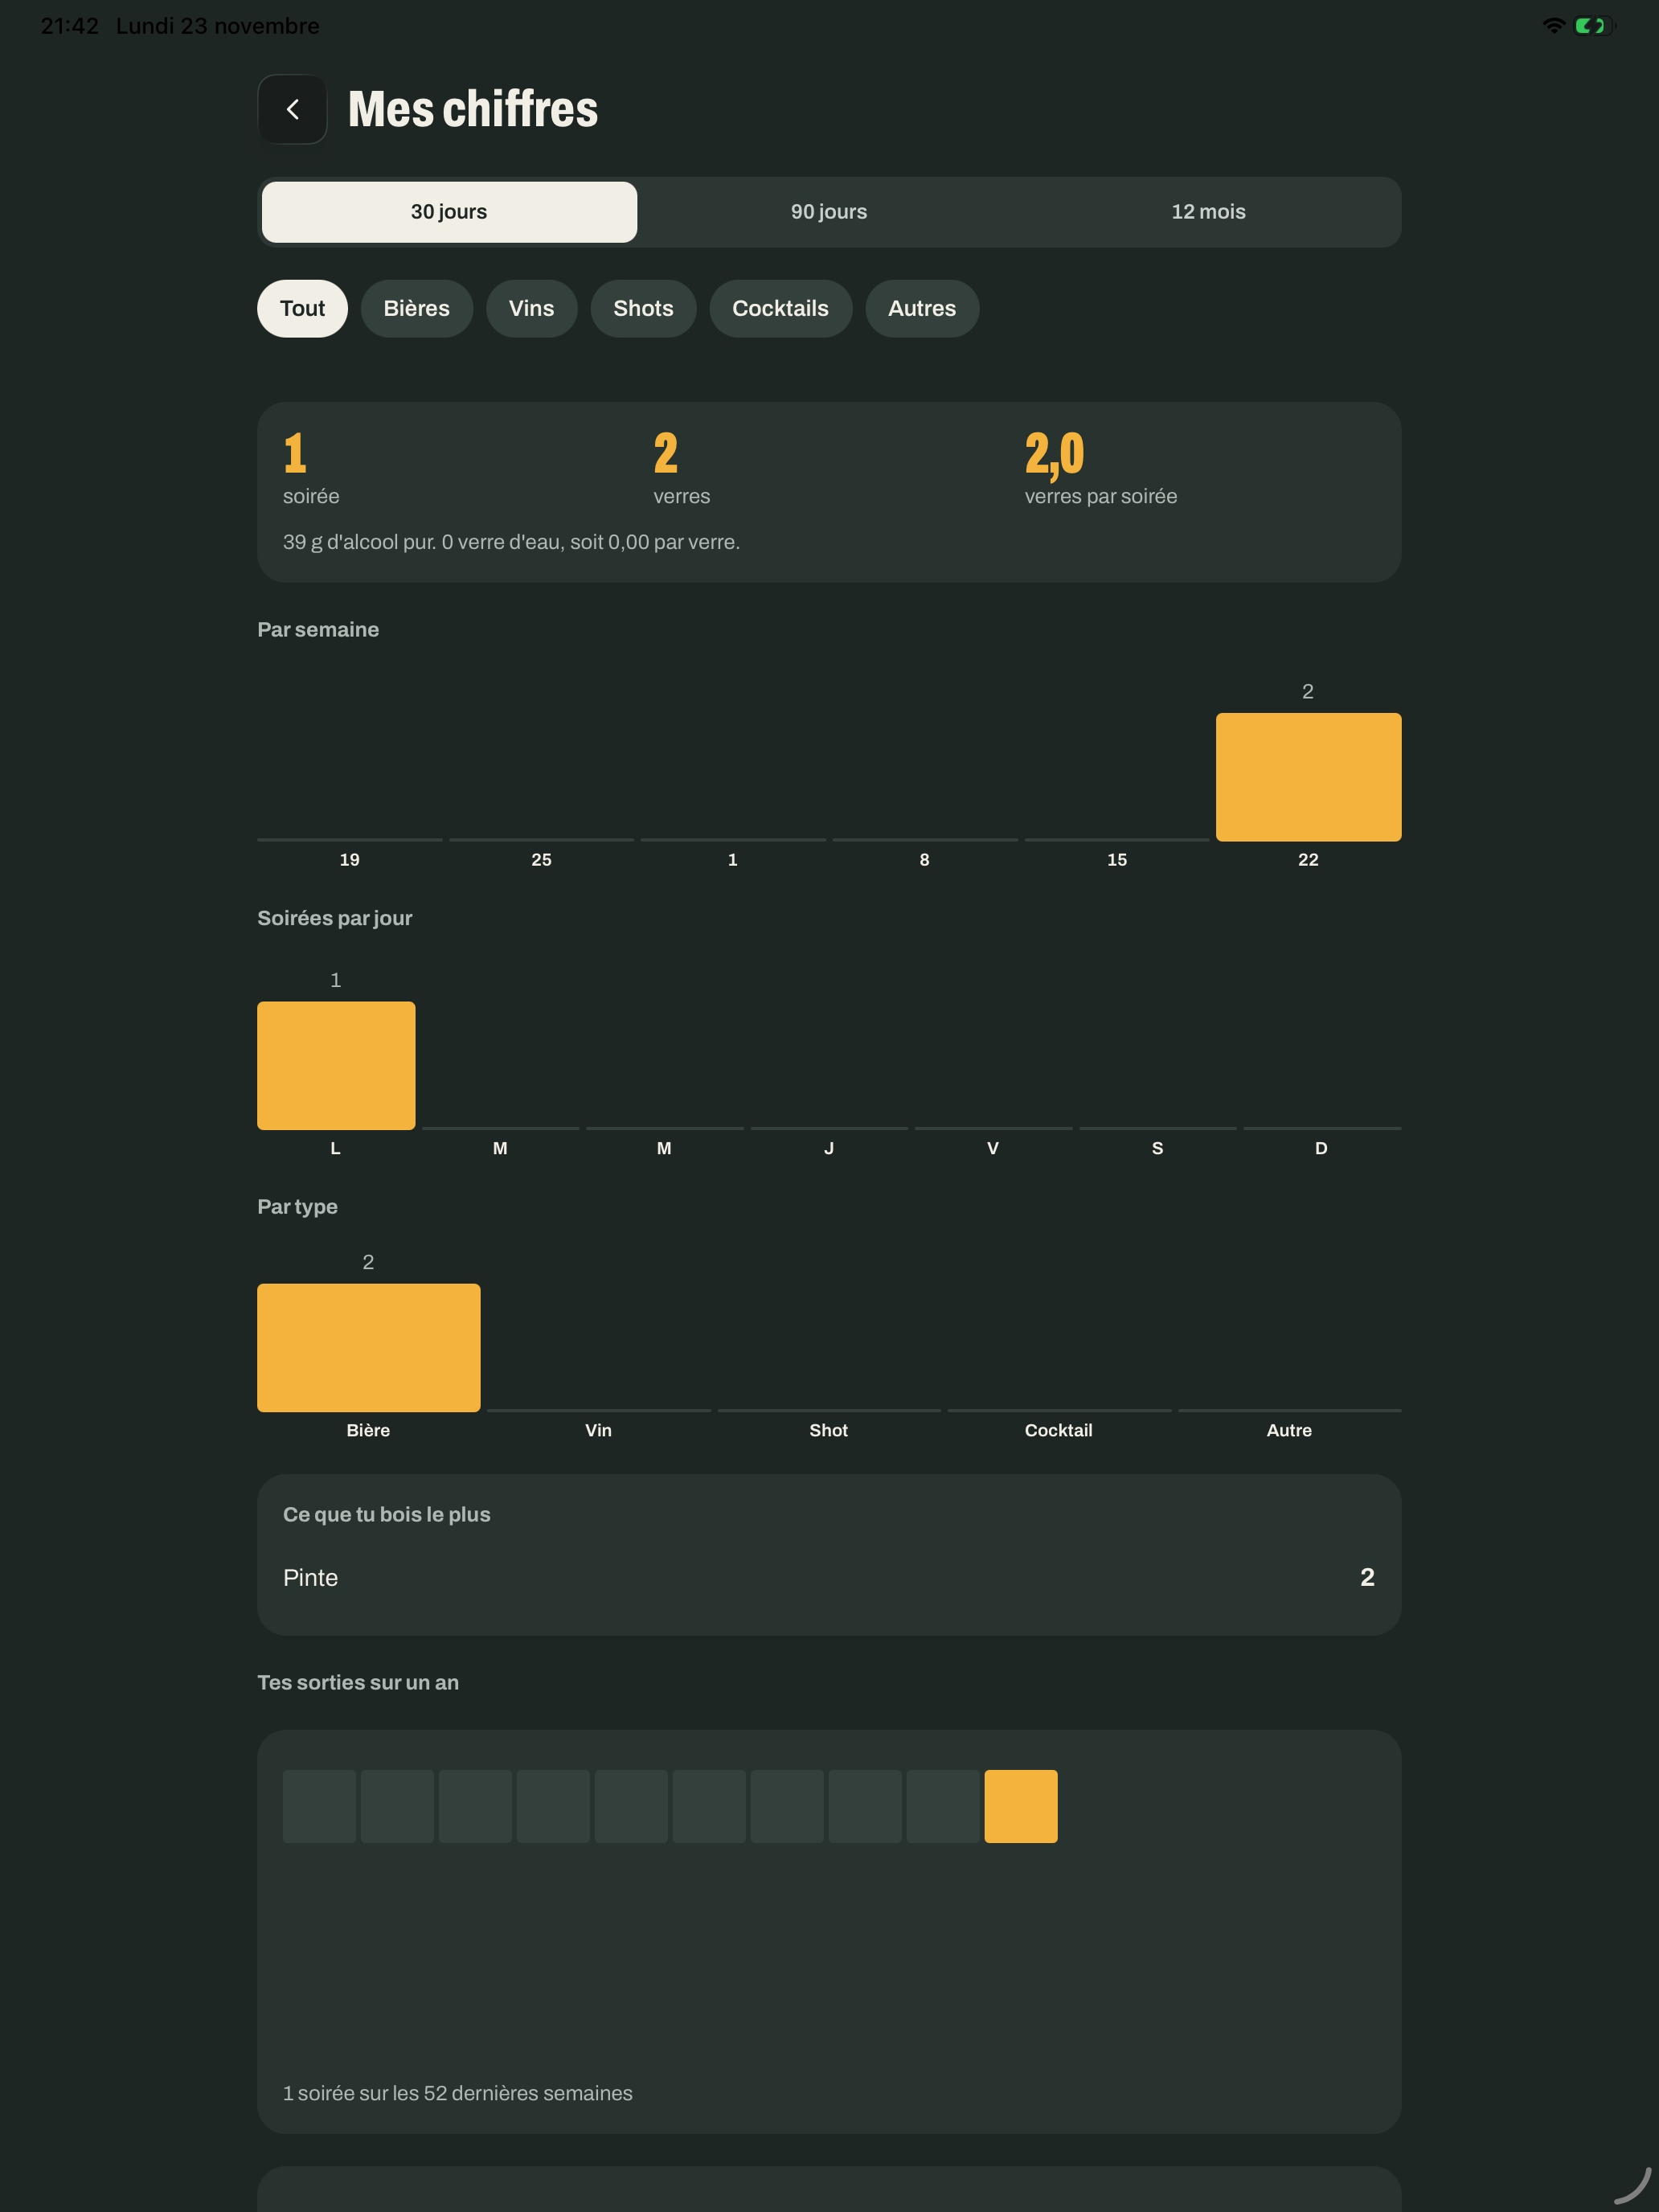 21:42 Lundi 23 novembre
Mes chiffres
30 jours 90 jours 12 mois
Tout Bières Vins Shots Cocktails Autres
1 2 2,0
soirée verres verres par soirée
39 g d'alcool pur. 0 verre d'eau, soit 0,00 par verre.
Par semaine
2
19 25 1 8 15 22
Soirées par jour
1
L M M J V S D
Par type
2
Bière Vin Shot Cocktail Autre
Ce que tu bois le plus
Pinte 2
Tes sorties sur un an
1 soirée sur les 52 dernières semaines